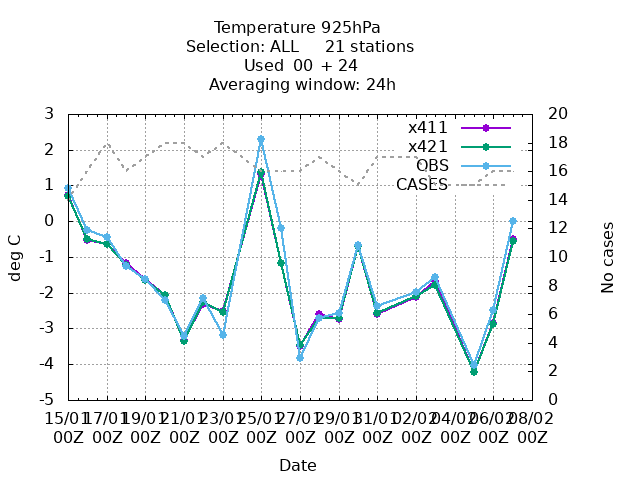 Temperature 925hPa
Selection: ALL 21 stations
Used 00 + 24
Averaging window: 24h
3 20
x411
18
2 x421
OBS 16
1 CASES
14
0
12
-1 10
8
-2
6
-3
4
-4
2
-5 0
deg C
No cases
15/01 17/01 19/01 21/01 23/01 25/01 27/01 29/01 31/01 02/02 04/02 06/02 08/02
00Z 00Z 00Z 00Z 00Z 00Z 00Z 00Z 00Z 00Z 00Z 00Z 00Z
Date